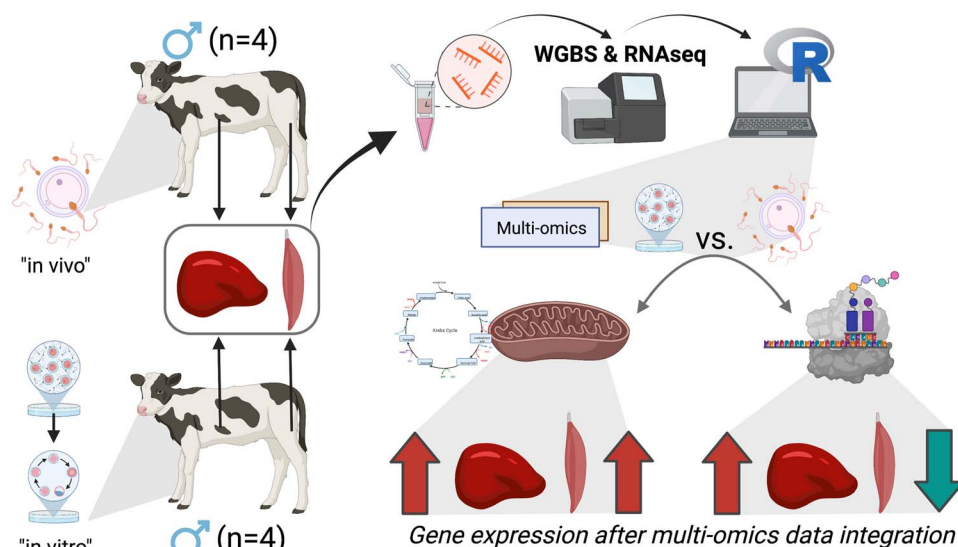 (n=4)
WGBS & RNAseq
R
"in vivo"
Multi-omics
vs.
Krebs Cycle
"in vitro"
(n=4)
Gene expression after multi-omics data integration